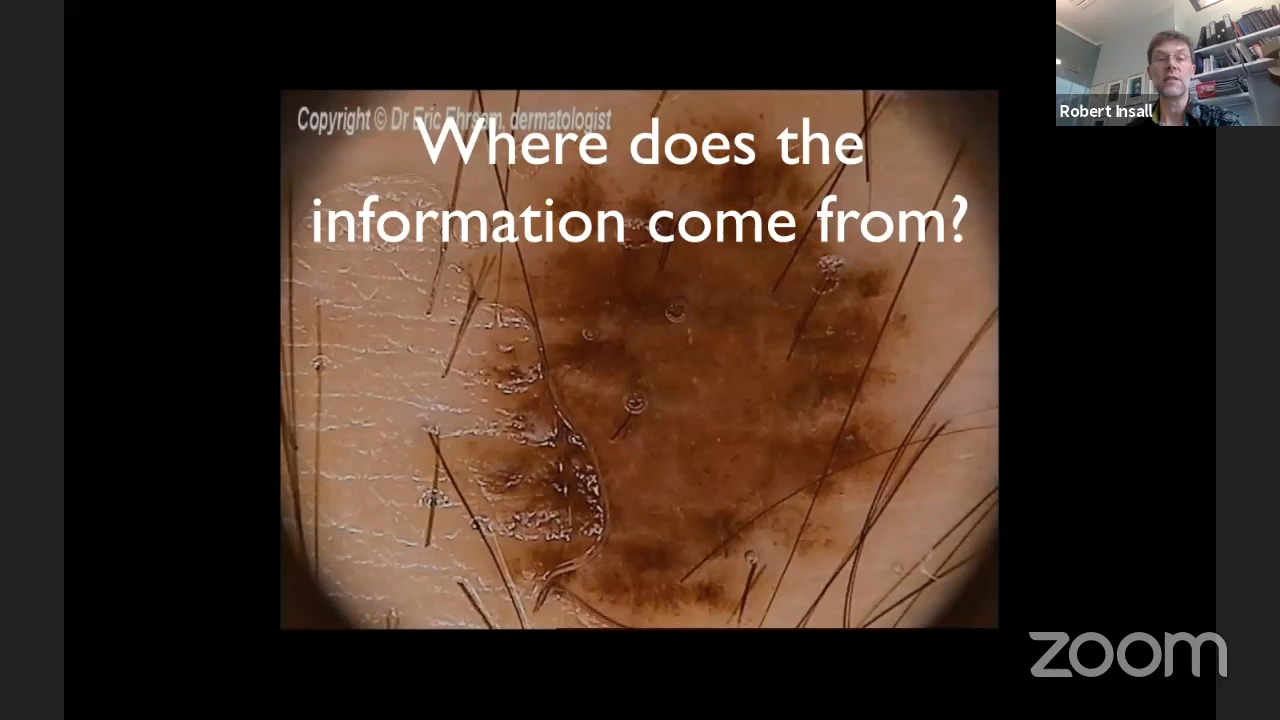 Copyright © Dr Eric Ehrsam, dermatologist
Where does the
information come from?
Robert Insall
zoom